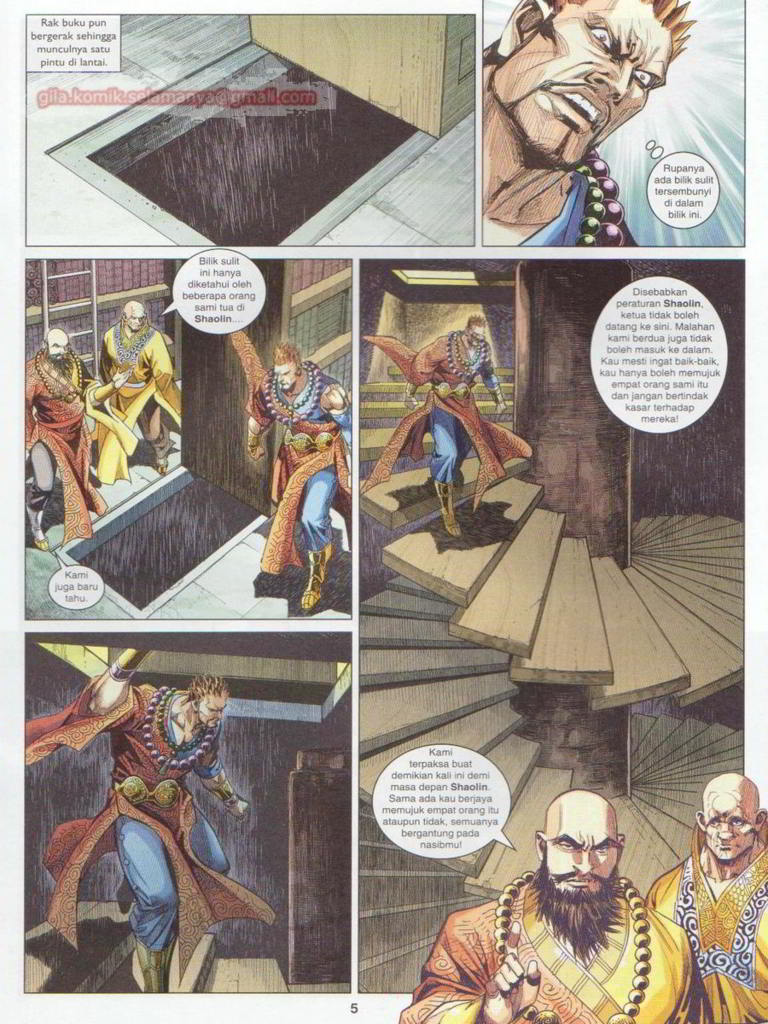 Rak buku pun
bergerak sehingga
munculnya satu
pintu di lantai.
gila.komik.selamanya@gmail.com
Rupanya
ada bilik sulit
tersembunyi
di dalam
bilik ini.
Bilik sulit
ini hanya
diketahui oleh
beberapa orang
sami tua di
Shaolin....
Kami
juga baru
tahu.
Disebabkan
peraturan Shaolin,
ketua tidak boleh
datang ke sini. Malahan
kami berdua juga tidak
boleh masuk ke dalam.
Kau mesti ingat baik-baik,
kau hanya boleh memujuk
empat orang sami itu
dan jangan bertindak
kasar terhadap
mereka!
Kami
terpaksa buat
demikian kali ini demi
masa depan Shaolin.
Sama ada kau berjaya
memujuk empat orang itu
ataupun tidak, semuanya
bergantung pada
nasibmu!
5